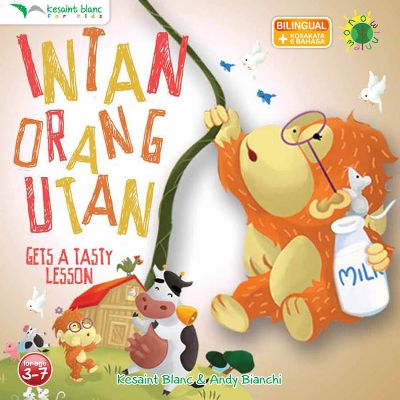 kesaint blanc
for kidz
BILINGUAL
+ KOSAKATA
6 BAHASA
INTAN
ORANG
UTAN
GETS A TASTY
LESSON
MILK
for age
3-7
Kesaint Blanc & Andy Bianchi